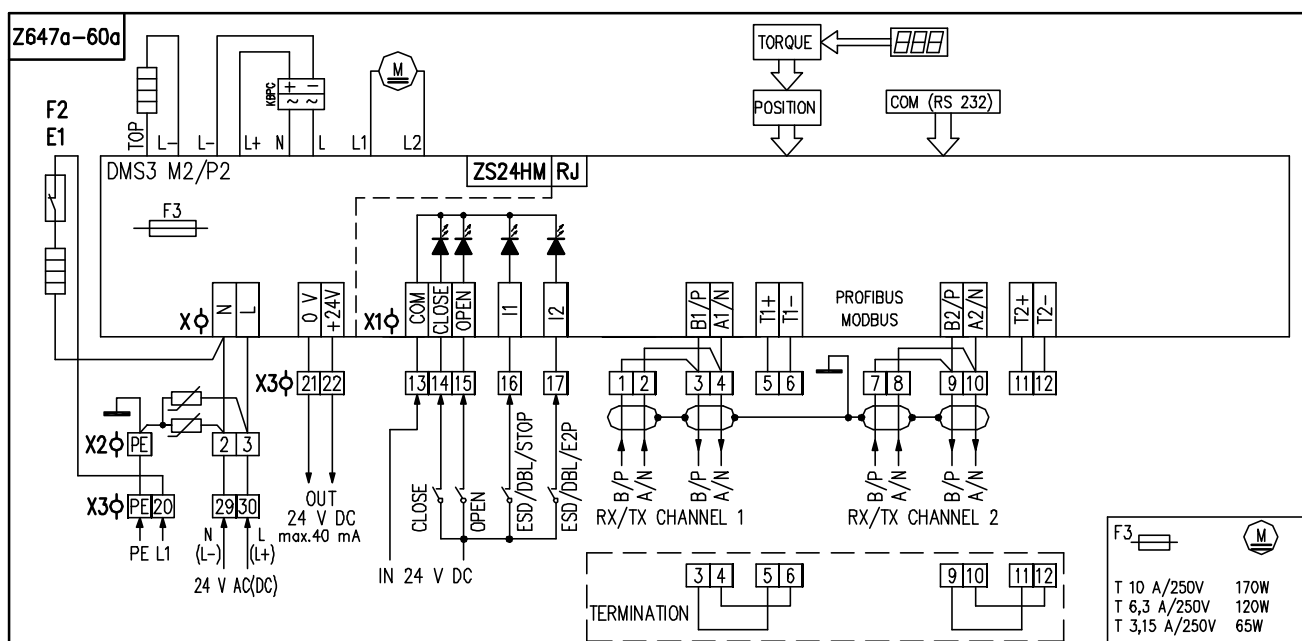 Z647a-60a
TORQUE
POSITION
COM (RS 232)
F2
E1
TOP
L-
L-
L+
KBPC
+ -
~ ~
N
L
L1
M
L2
DMS3 M2/P2
ZS24HM RJ
F3
X
N
L
0 V
+24V
X1
COM
CLOSE
OPEN
I1
I2
B1/P
A1/N
T1+
T1-
PROFIBUS
MODBUS
B2/P
A2/N
T2+
T2-
X3
21 22
13 14 15
16
17
1 2
3 4
5 6
7 8
9 10
11 12
X2
PE
2 3
X3
PE 20
29 30
PE L1
N
(L-)
L
(L+)
24 V AC(DC)
OUT
24 V DC
max.40 mA
CLOSE
OPEN
ESD/DBL/STOP
ESD/DBL/E2P
IN 24 V DC
B/P
A/N
B/P
A/N
RX/TX CHANNEL 1
B/P
A/N
B/P
A/N
RX/TX CHANNEL 2
TERMINATION
3 4
5 6
9 10
11 12
F3
M
T 10 A/250V 170W
T 6,3 A/250V 120W
T 3,15 A/250V 65W